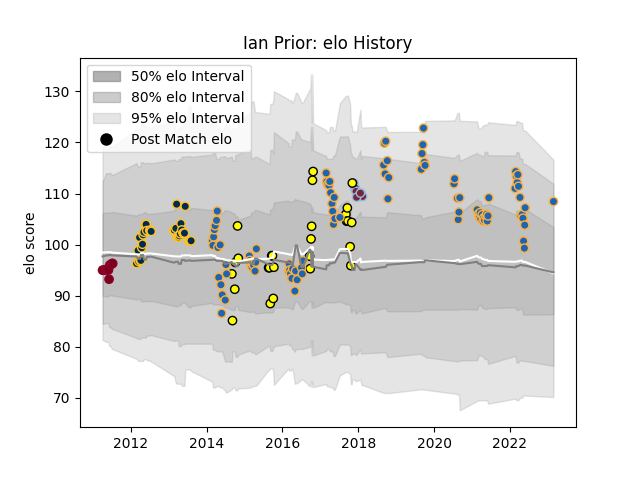 Ian Prior: elo History
50% elo Interval
80% elo Interval
95% elo Interval
Post Match elo
elo score
130
120
110
100
90
80
70
2012 2014 2016 2018 2020 2022